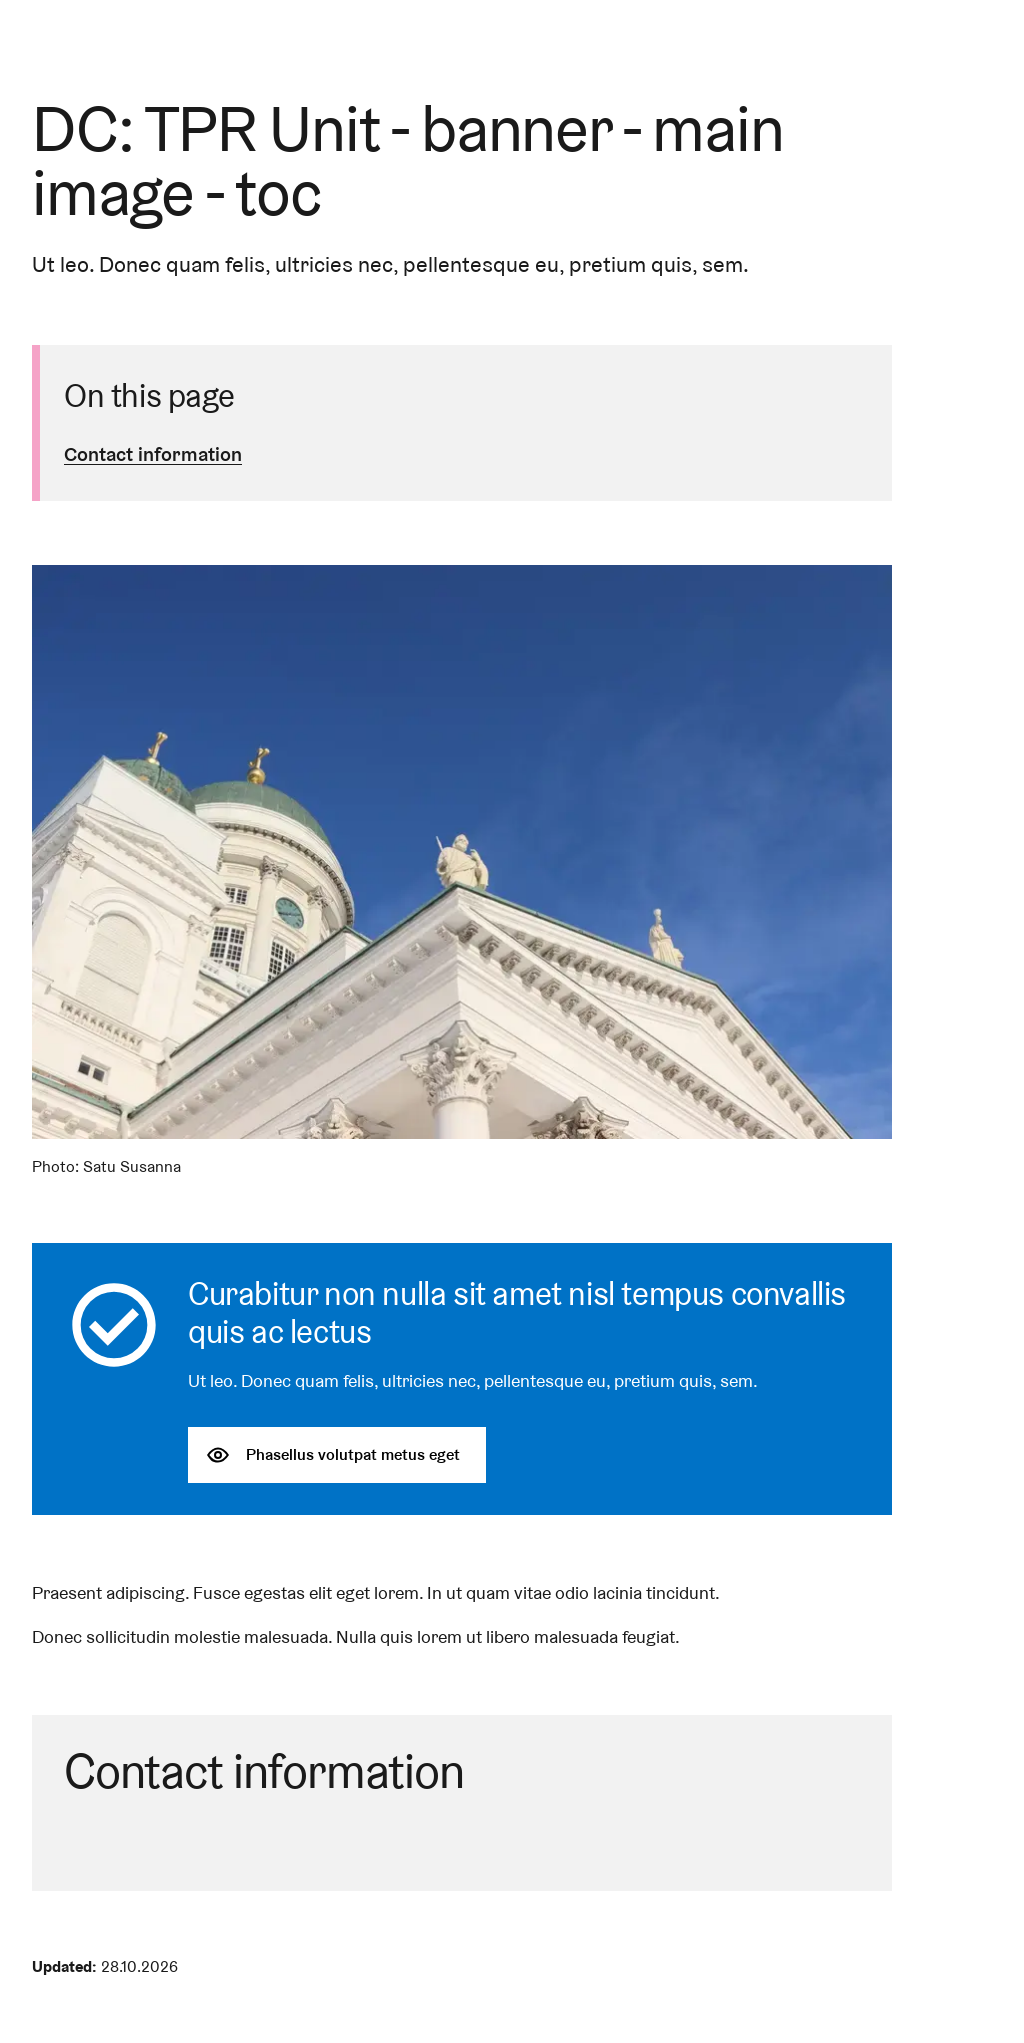 DC: TPR Unit - banner - main
image - toc
Ut leo. Donec quam felis, ultricies nec, pellentesque eu, pretium quis, sem.
On this page
Contact information
Photo: Satu Susanna
Curabitur non nulla sit amet nisl tempus convallis
quis ac lectus
Ut leo. Donec quam felis, ultricies nec, pellentesque eu, pretium quis, sem.
Phasellus volutpat metus eget
Praesent adipiscing. Fusce egestas elit eget lorem. In ut quam vitae odio lacinia tincidunt.
Donec sollicitudin molestie malesuada. Nulla quis lorem ut libero malesuada feugiat.
Contact information
Updated: 28.10.2026